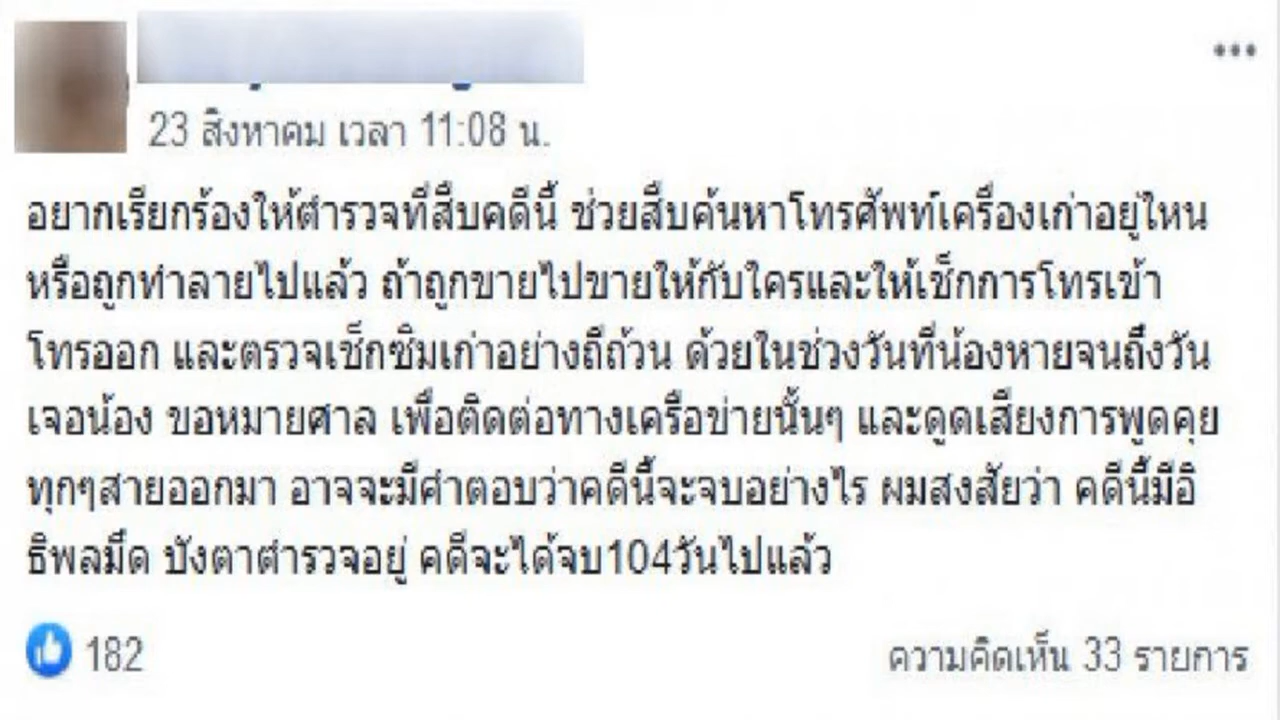 23 สิงหาคม เวลา 11:08 น.
อยากเรียกร้องให้ตำรวจที่สืบคดีนี้ ช่วยสืบค้นหาโทรศัพท์เครื่องเก่าอยู่ใหน
หรือถูกทำลายไปแล้ว ถ้าถูกขายไปขายให้กับใครและให้เช็กการโทรเข้า
โทรออก และตรวจเช็กซิมเก่าอย่างถี่ถ้วน ด้วยในช่วงวันที่น้องหายจนถึงวัน
เจอน้อง ขอหมายศาล เพื่อติดต่อทางเครือข่ายนั้นๆ และดูดเสียงการพูดคุย
ทุกๆสายออกมา อาจจะมีคำตอบว่าคดีนี้จะจบอย่างไร ผมสงสัยว่า คดีนี้มีอิ
ธิพลมืด บังตาตำรวจอยู่ คดีจะได้จบ104วันไปแล้ว
182
ความคิดเห็น 33 รายการ